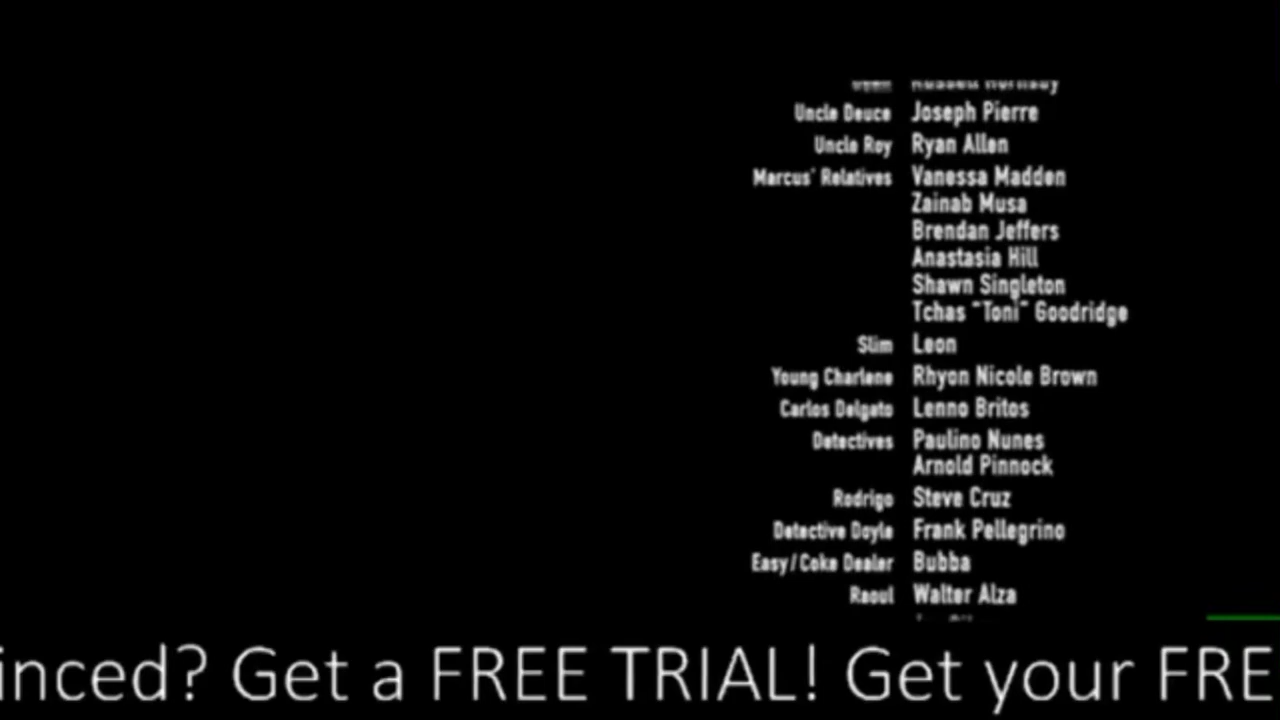 Uncle Deuce Joseph Pierre
Uncle Roy Ryan Allen
Marcus' Relatives Vanessa Madden
Zainab Musa
Brendan Jeffers
Anastasia Hill
Shawn Singleton
Tchas "Toni" Goodridge
Slim Leon
Young Charlene Rhyon Nicole Brown
Carlos Delgato Lenno Britos
Detectives Paulino Nunes
Arnold Pinnock
Rodrigo Steve Cruz
Detective Doyle Frank Pellegrino
Easy/Coke Dealer Bubba
Raoul Walter Alza
inced? Get a FREE TRIAL! Get your FRE